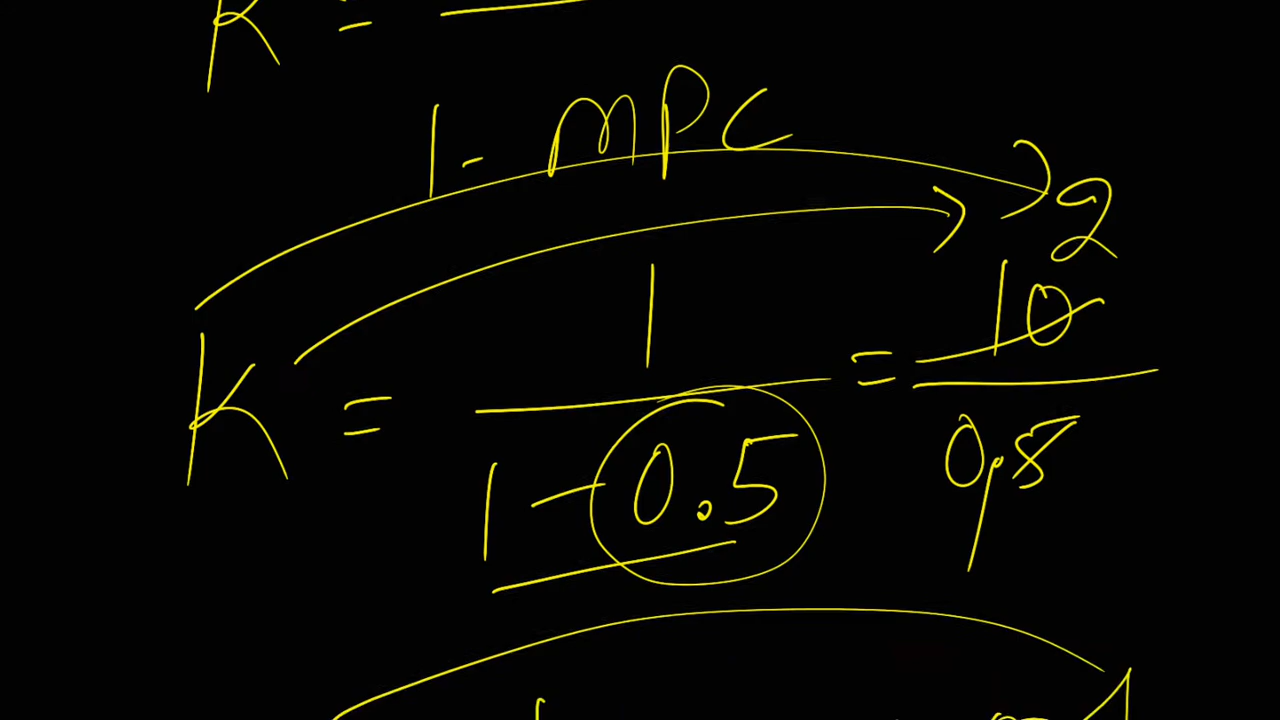 K =
1 - MPC
K = 1 / 1 - 0.5 = 10 / 0.5 2